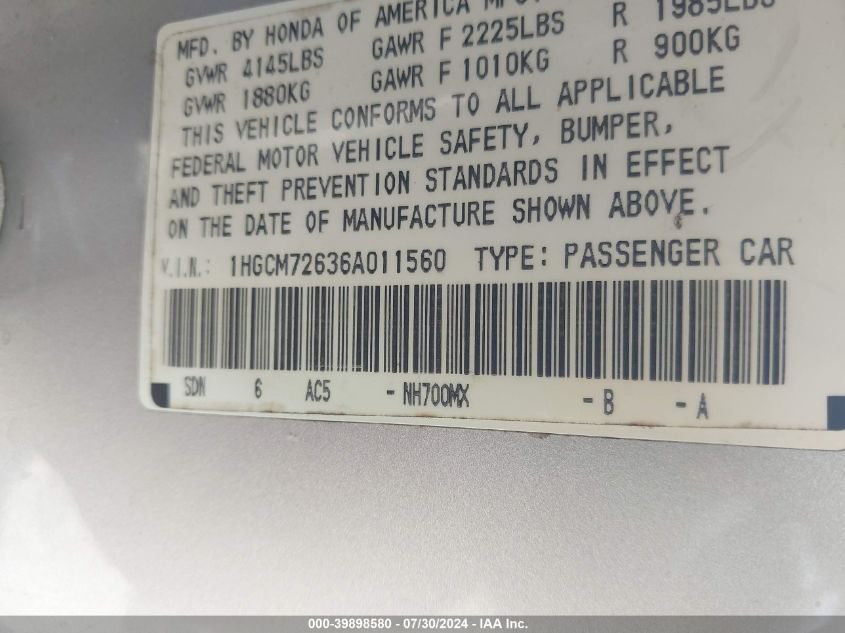 MFD. BY HONDA OF AMERICA
GVWR 4145LBS GAWR F 2225LBS R 1985LBS
GVWR 1880KG GAWR F 1010KG R 900KG
THIS VEHICLE CONFORMS TO ALL APPLICABLE
FEDERAL MOTOR VEHICLE SAFETY, BUMPER,
AND THEFT PREVENTION STANDARDS IN EFFECT
ON THE DATE OF MANUFACTURE SHOWN ABOVE.
V.I.N.: 1HGCM72636A011560 TYPE: PASSENGER CAR
SDN 6 AC5 - NH700MX - B - A
000-39898580 / 07/30/2024 - IAA Inc.